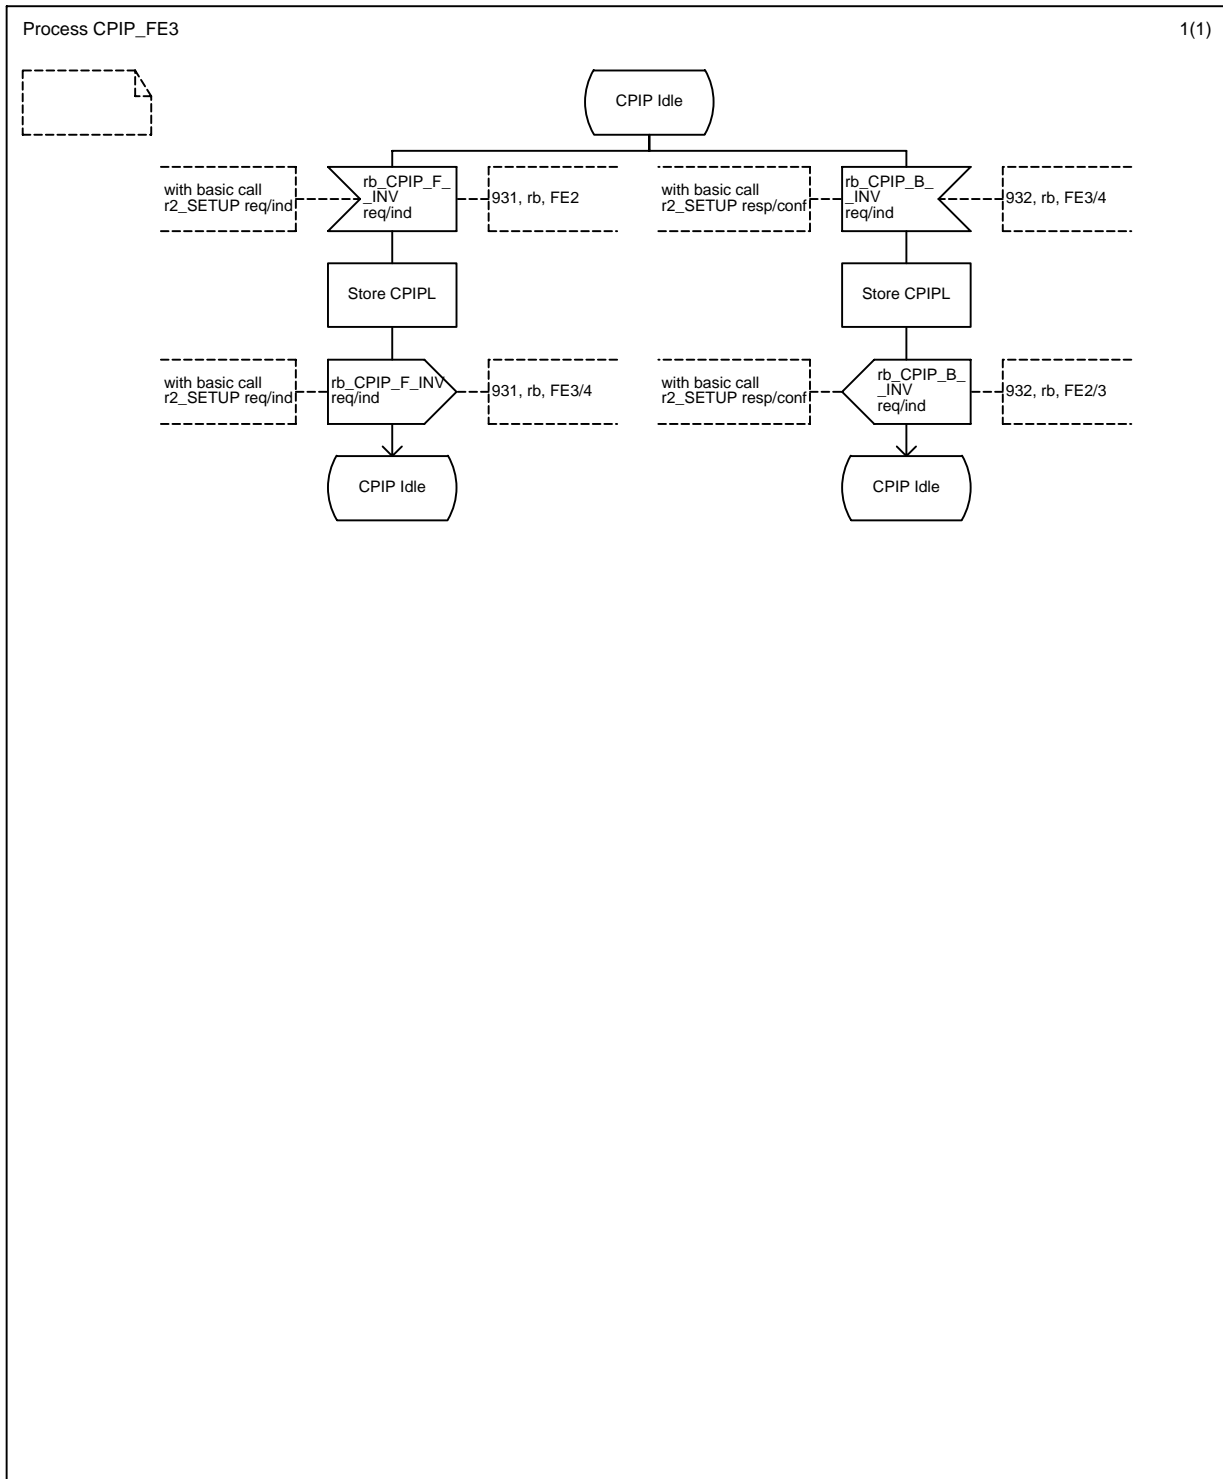 Process CPIP_FE3
1(1)
CPIP Idle
with basic call
r2_SETUP req/ind
rb_CPIP_F_
_INV
req/ind
931, rb, FE2
with basic call
r2_SETUP resp/conf
rb_CPIP_B_
_INV
req/ind
932, rb, FE3/4
Store CPIPL
Store CPIPL
with basic call
r2_SETUP req/ind
rb_CPIP_F_INV
req/ind
931, rb, FE3/4
with basic call
r2_SETUP resp/conf
rb_CPIP_B_
_INV
req/ind
932, rb, FE2/3
CPIP Idle
CPIP Idle